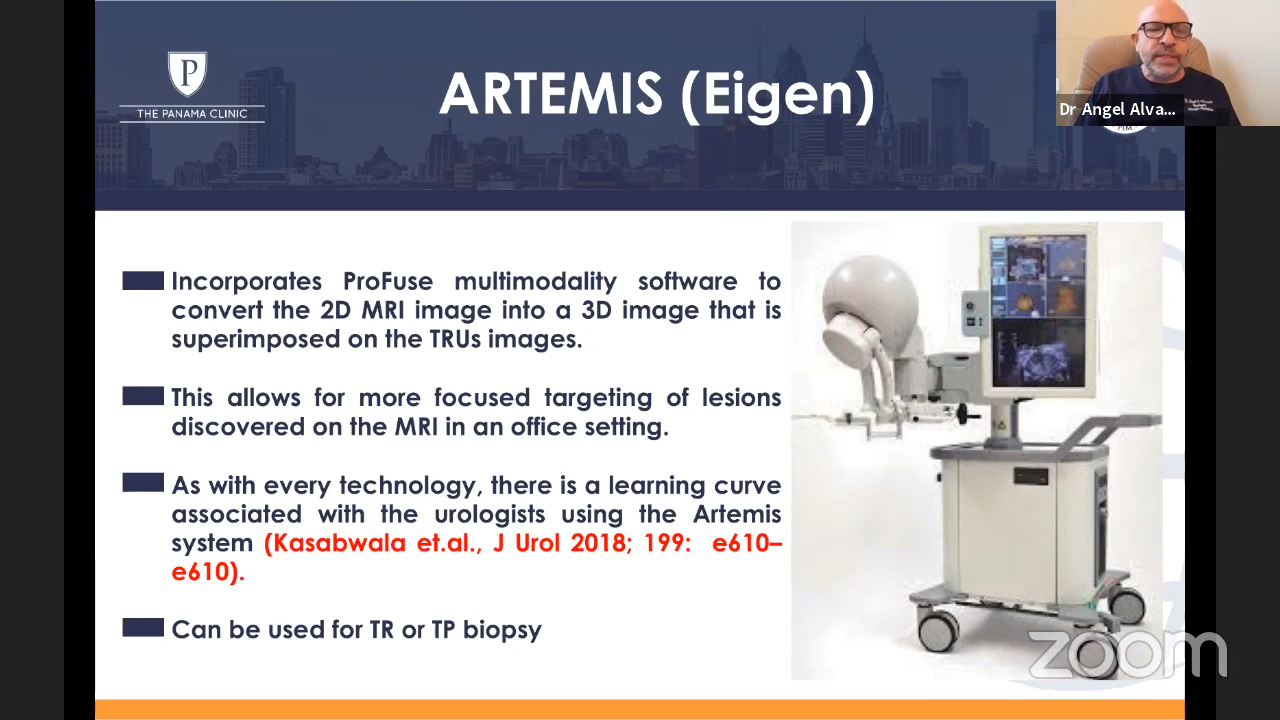 P
THE PANAMA CLINIC
ARTEMIS (Eigen)
Dr Angel Alva...
Incorporates ProFuse multimodality software to
convert the 2D MRI image into a 3D image that is
superimposed on the TRUs images.
This allows for more focused targeting of lesions
discovered on the MRI in an office setting.
As with every technology, there is a learning curve
associated with the urologists using the Artemis
system (Kasabwala et.al., J Urol 2018; 199: e610–
e610).
Can be used for TR or TP biopsy
zoom